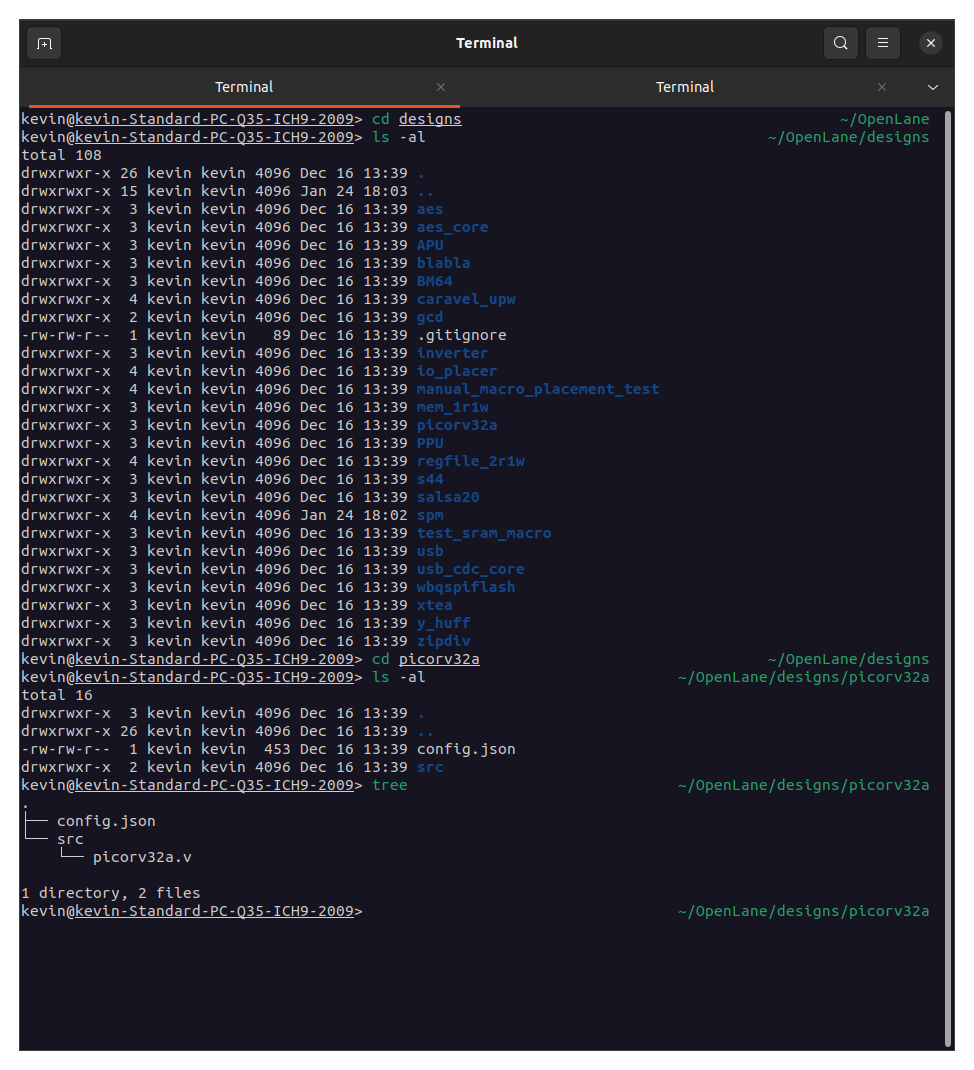 Terminal
Terminal
Terminal
kevin@kevin-Standard-PC-Q35-ICH9-2009> cd designs ~/OpenLane
kevin@kevin-Standard-PC-Q35-ICH9-2009> ls -al ~/OpenLane/designs
total 108
drwxrwxr-x 26 kevin kevin 4096 Dec 16 13:39 .
drwxrwxr-x 15 kevin kevin 4096 Jan 24 18:03 ..
drwxrwxr-x  3 kevin kevin 4096 Dec 16 13:39 aes
drwxrwxr-x  3 kevin kevin 4096 Dec 16 13:39 aes_core
drwxrwxr-x  3 kevin kevin 4096 Dec 16 13:39 APU
drwxrwxr-x  3 kevin kevin 4096 Dec 16 13:39 blabla
drwxrwxr-x  3 kevin kevin 4096 Dec 16 13:39 BM64
drwxrwxr-x  4 kevin kevin 4096 Dec 16 13:39 caravel_upw
drwxrwxr-x  2 kevin kevin 4096 Dec 16 13:39 gcd
-rw-rw-r--  1 kevin kevin   89 Dec 16 13:39 .gitignore
drwxrwxr-x  3 kevin kevin 4096 Dec 16 13:39 inverter
drwxrwxr-x  4 kevin kevin 4096 Dec 16 13:39 io_placer
drwxrwxr-x  4 kevin kevin 4096 Dec 16 13:39 manual_macro_placement_test
drwxrwxr-x  3 kevin kevin 4096 Dec 16 13:39 mem_1r1w
drwxrwxr-x  3 kevin kevin 4096 Dec 16 13:39 picorv32a
drwxrwxr-x  3 kevin kevin 4096 Dec 16 13:39 PPU
drwxrwxr-x  4 kevin kevin 4096 Dec 16 13:39 regfile_2r1w
drwxrwxr-x  3 kevin kevin 4096 Dec 16 13:39 s44
drwxrwxr-x  3 kevin kevin 4096 Dec 16 13:39 salsa20
drwxrwxr-x  4 kevin kevin 4096 Jan 24 18:02 spm
drwxrwxr-x  3 kevin kevin 4096 Dec 16 13:39 test_sram_macro
drwxrwxr-x  3 kevin kevin 4096 Dec 16 13:39 usb
drwxrwxr-x  3 kevin kevin 4096 Dec 16 13:39 usb_cdc_core
drwxrwxr-x  3 kevin kevin 4096 Dec 16 13:39 wbqspiflash
drwxrwxr-x  3 kevin kevin 4096 Dec 16 13:39 xtea
drwxrwxr-x  3 kevin kevin 4096 Dec 16 13:39 y_huff
drwxrwxr-x  3 kevin kevin 4096 Dec 16 13:39 zipdiv
kevin@kevin-Standard-PC-Q35-ICH9-2009> cd picorv32a ~/OpenLane/designs
kevin@kevin-Standard-PC-Q35-ICH9-2009> ls -al ~/OpenLane/designs/picorv32a
total 16
drwxrwxr-x  3 kevin kevin 4096 Dec 16 13:39 .
drwxrwxr-x 26 kevin kevin 4096 Dec 16 13:39 ..
-rw-rw-r--  1 kevin kevin  453 Dec 16 13:39 config.json
drwxrwxr-x  2 kevin kevin 4096 Dec 16 13:39 src
kevin@kevin-Standard-PC-Q35-ICH9-2009> tree ~/OpenLane/designs/picorv32a
.
├── config.json
└── src
    └── picorv32a.v
1 directory, 2 files
kevin@kevin-Standard-PC-Q35-ICH9-2009> ~/OpenLane/designs/picorv32a